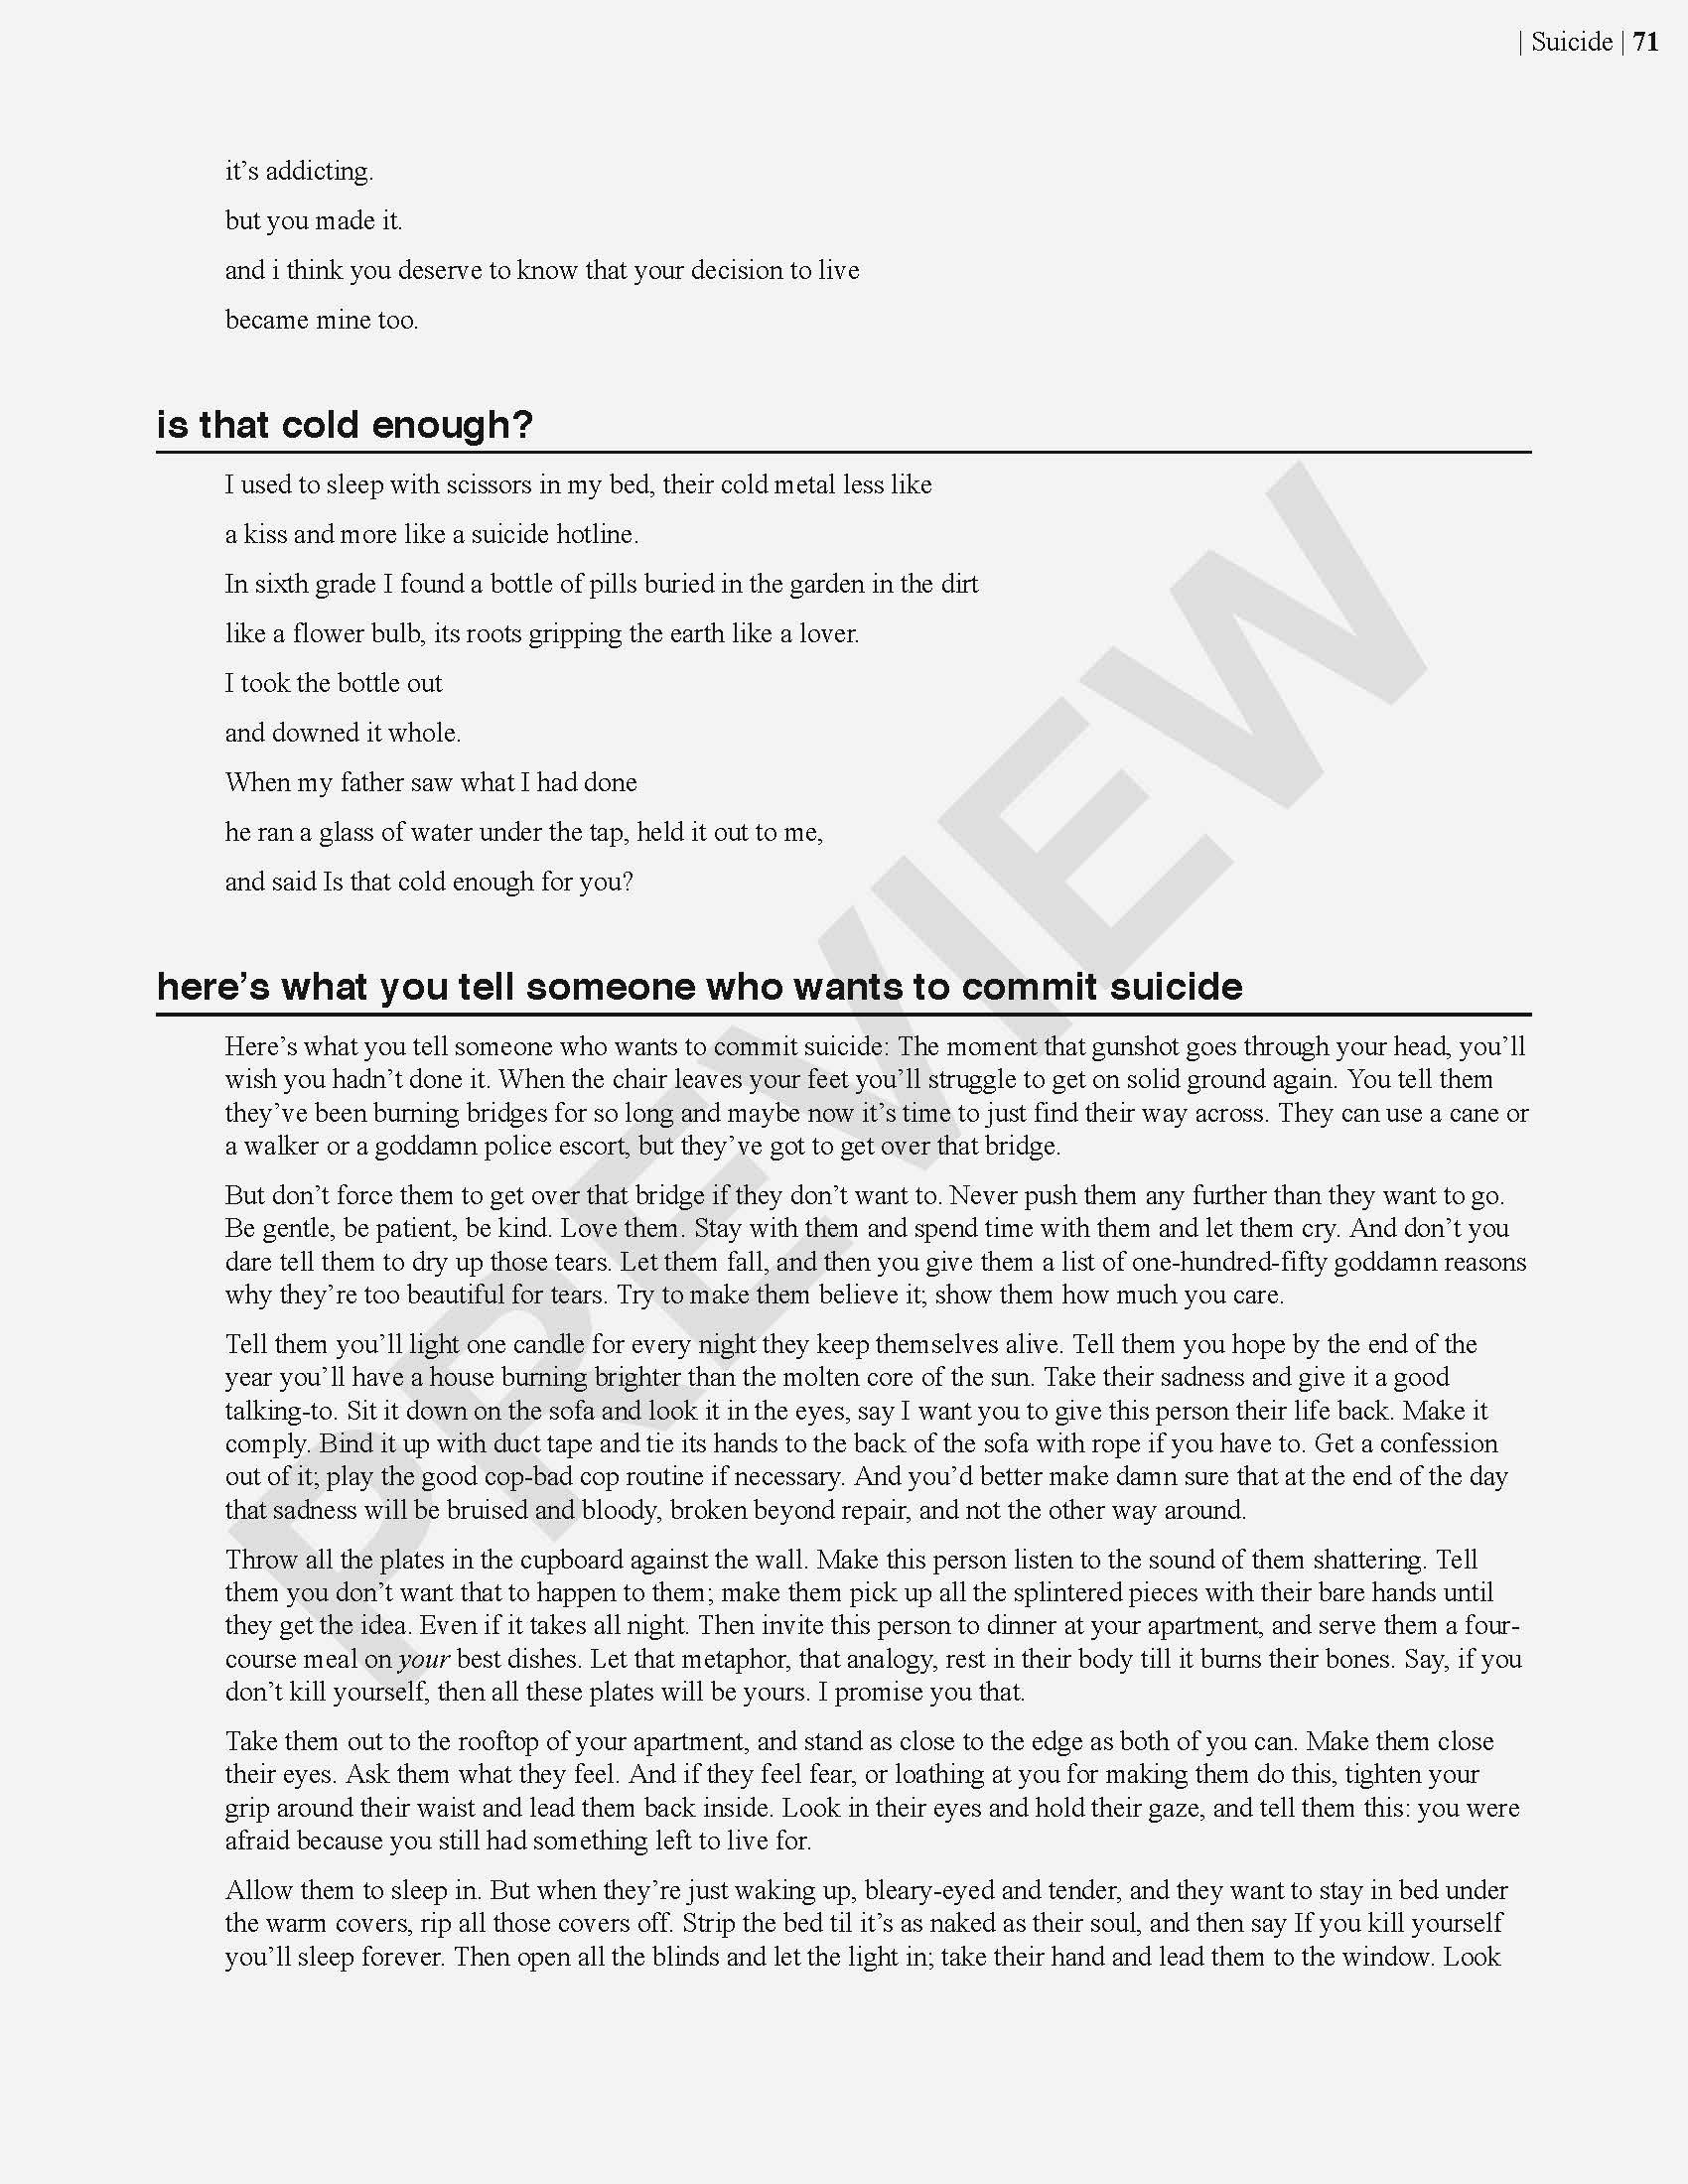 | Suicide | 71
it's addicting.
but you made it.
and i think you deserve to know that your decision to live
became mine too.
is that cold enough?
I used to sleep with scissors in my bed, their cold metal less like
a kiss and more like a suicide hotline.
In sixth grade I found a bottle of pills buried in the garden in the dirt
like a flower bulb, its roots gripping the earth like a lover.
I took the bottle out
and downed it whole.
When my father saw what I had done
he ran a glass of water under the tap, held it out to me,
and said Is that cold enough for you?
here's what you tell someone who wants to commit suicide
Here's what you tell someone who wants to commit suicide: The moment that gunshot goes through your head, you'll
wish you hadn't done it. When the chair leaves your feet you'll struggle to get on solid ground again. You tell them
they've been burning bridges for so long and maybe now it's time to just find their way across. They can use a cane or
a walker or a goddamn police escort, but they've got to get over that bridge.
But don't force them to get over that bridge if they don't want to. Never push them any further than they want to go.
Be gentle, be patient, be kind. Love them. Stay with them and spend time with them and let them cry. And don't you
dare tell them to dry up those tears. Let them fall, and then you give them a list of one-hundred-fifty goddamn reasons
why they're too beautiful for tears. Try to make them believe it; show them how much you care.
Tell them you'll light one candle for every night they keep themselves alive. Tell them you hope by the end of the
year you'll have a house burning brighter than the molten core of the sun. Take their sadness and give it a good
talking-to. Sit it down on the sofa and look it in the eyes, say I want you to give this person their life back. Make it
comply. Bind it up with duct tape and tie its hands to the back of the sofa with rope if you have to. Get a confession
out of it; play the good cop-bad cop routine if necessary. And you'd better make damn sure that at the end of the day
that sadness will be bruised and bloody, broken beyond repair, and not the other way around.
Throw all the plates in the cupboard against the wall. Make this person listen to the sound of them shattering. Tell
them you don't want that to happen to them; make them pick up all the splintered pieces with their bare hands until
they get the idea. Even if it takes all night. Then invite this person to dinner at your apartment, and serve them a four-
course meal on your best dishes. Let that metaphor, that analogy, rest in their body till it burns their bones. Say, if you
don't kill yourself, then all these plates will be yours. I promise you that.
Take them out to the rooftop of your apartment, and stand as close to the edge as both of you can. Make them close
their eyes. Ask them what they feel. And if they feel fear, or loathing at you for making them do this, tighten your
grip around their waist and lead them back inside. Look in their eyes and hold their gaze, and tell them this: you were
afraid because you still had something left to live for.
Allow them to sleep in. But when they're just waking up, bleary-eyed and tender, and they want to stay in bed under
the warm covers, rip all those covers off. Strip the bed til it's as naked as their soul, and then say If you kill yourself
you'll sleep forever. Then open all the blinds and let the light in; take their hand and lead them to the window. Look
PREVIEW